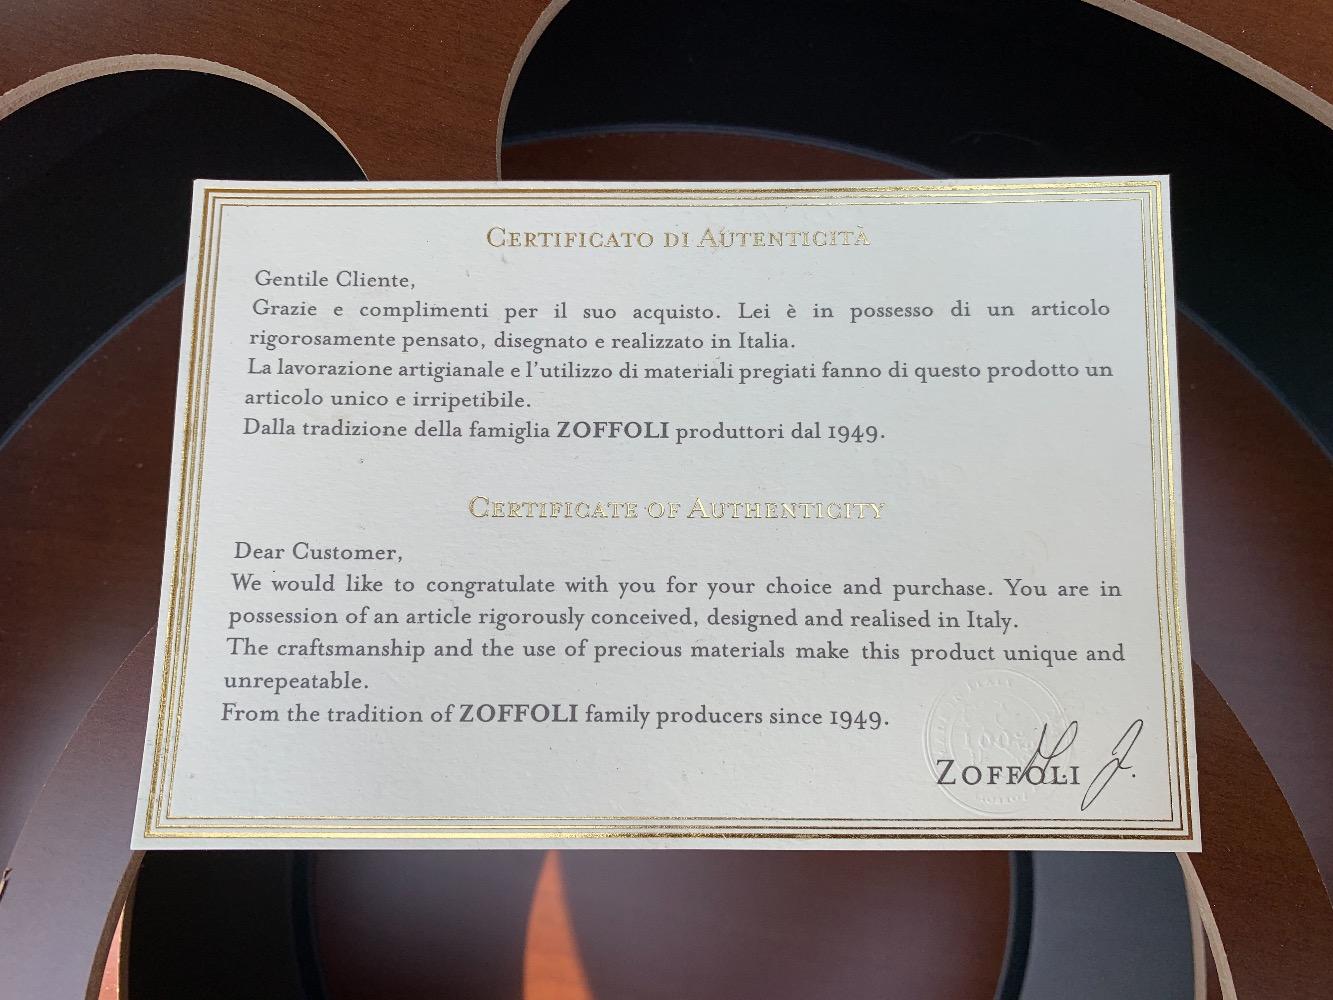 CERTIFICATO DI AUTENTICITÀ
Gentile Cliente,
Grazie e complimenti per il suo acquisto. Lei è in possesso di un articolo
rigorosamente pensato, disegnato e realizzato in Italia.
La lavorazione artigianale e l'utilizzo di materiali pregiati fanno di questo prodotto un
articolo unico e irripetibile.
Dalla tradizione della famiglia ZOFFOLI produttori dal 1949.
CERTIFICATE OF AUTHENTICITY
Dear Customer,
We would like to congratulate with you for your choice and purchase. You are in
possession of an article rigorously conceived, designed and realised in Italy.
The craftsmanship and the use of precious materials make this product unique and
unrepeatable.
From the tradition of ZOFFOLI family producers since 1949.
100%
ZOFFOLI